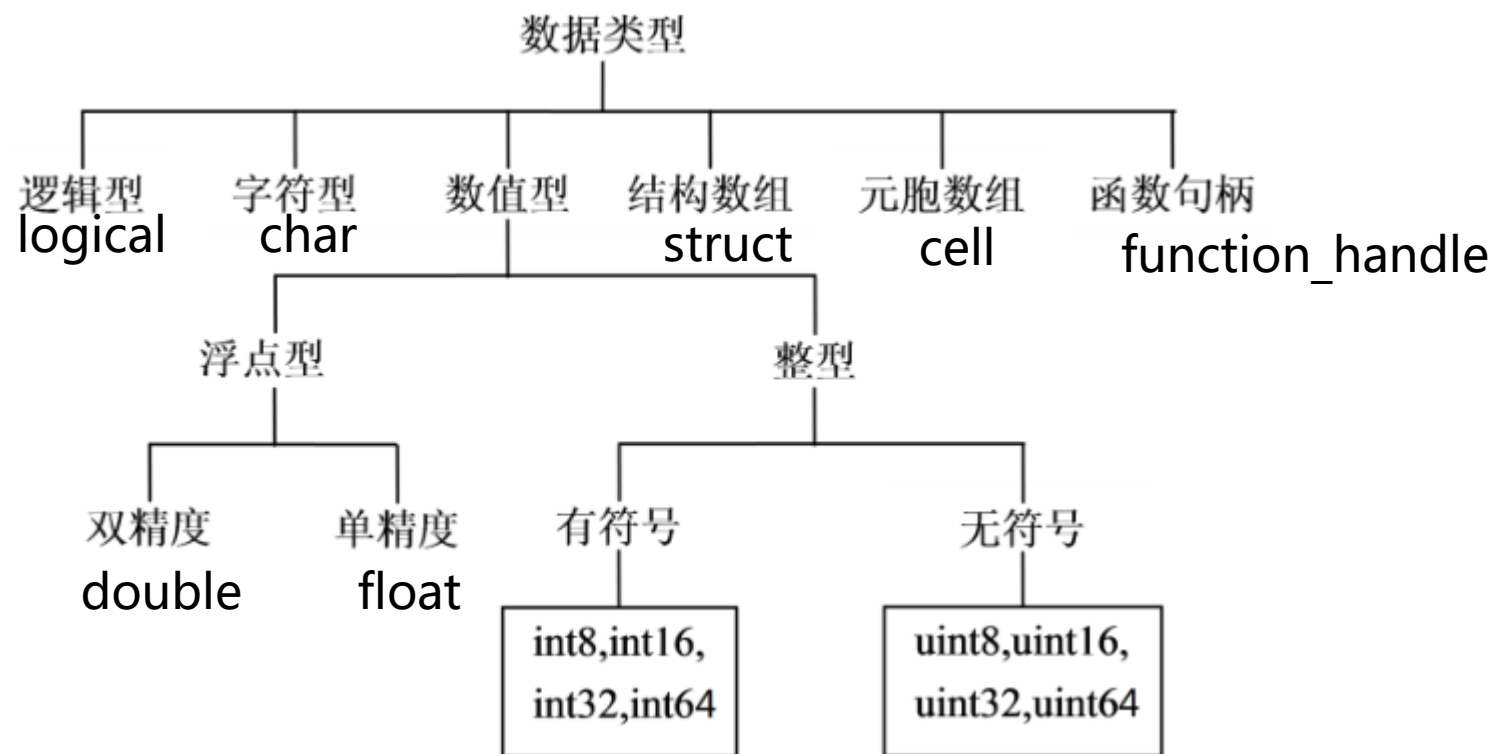 数据类型
逻辑型 字符型 数值型 结构数组 元胞数组 函数句柄
logical char struct cell function_handle
浮点型 整型
双精度 单精度 有符号 无符号
double float
int8,int16, uint8,uint16,
int32,int64 uint32,uint64